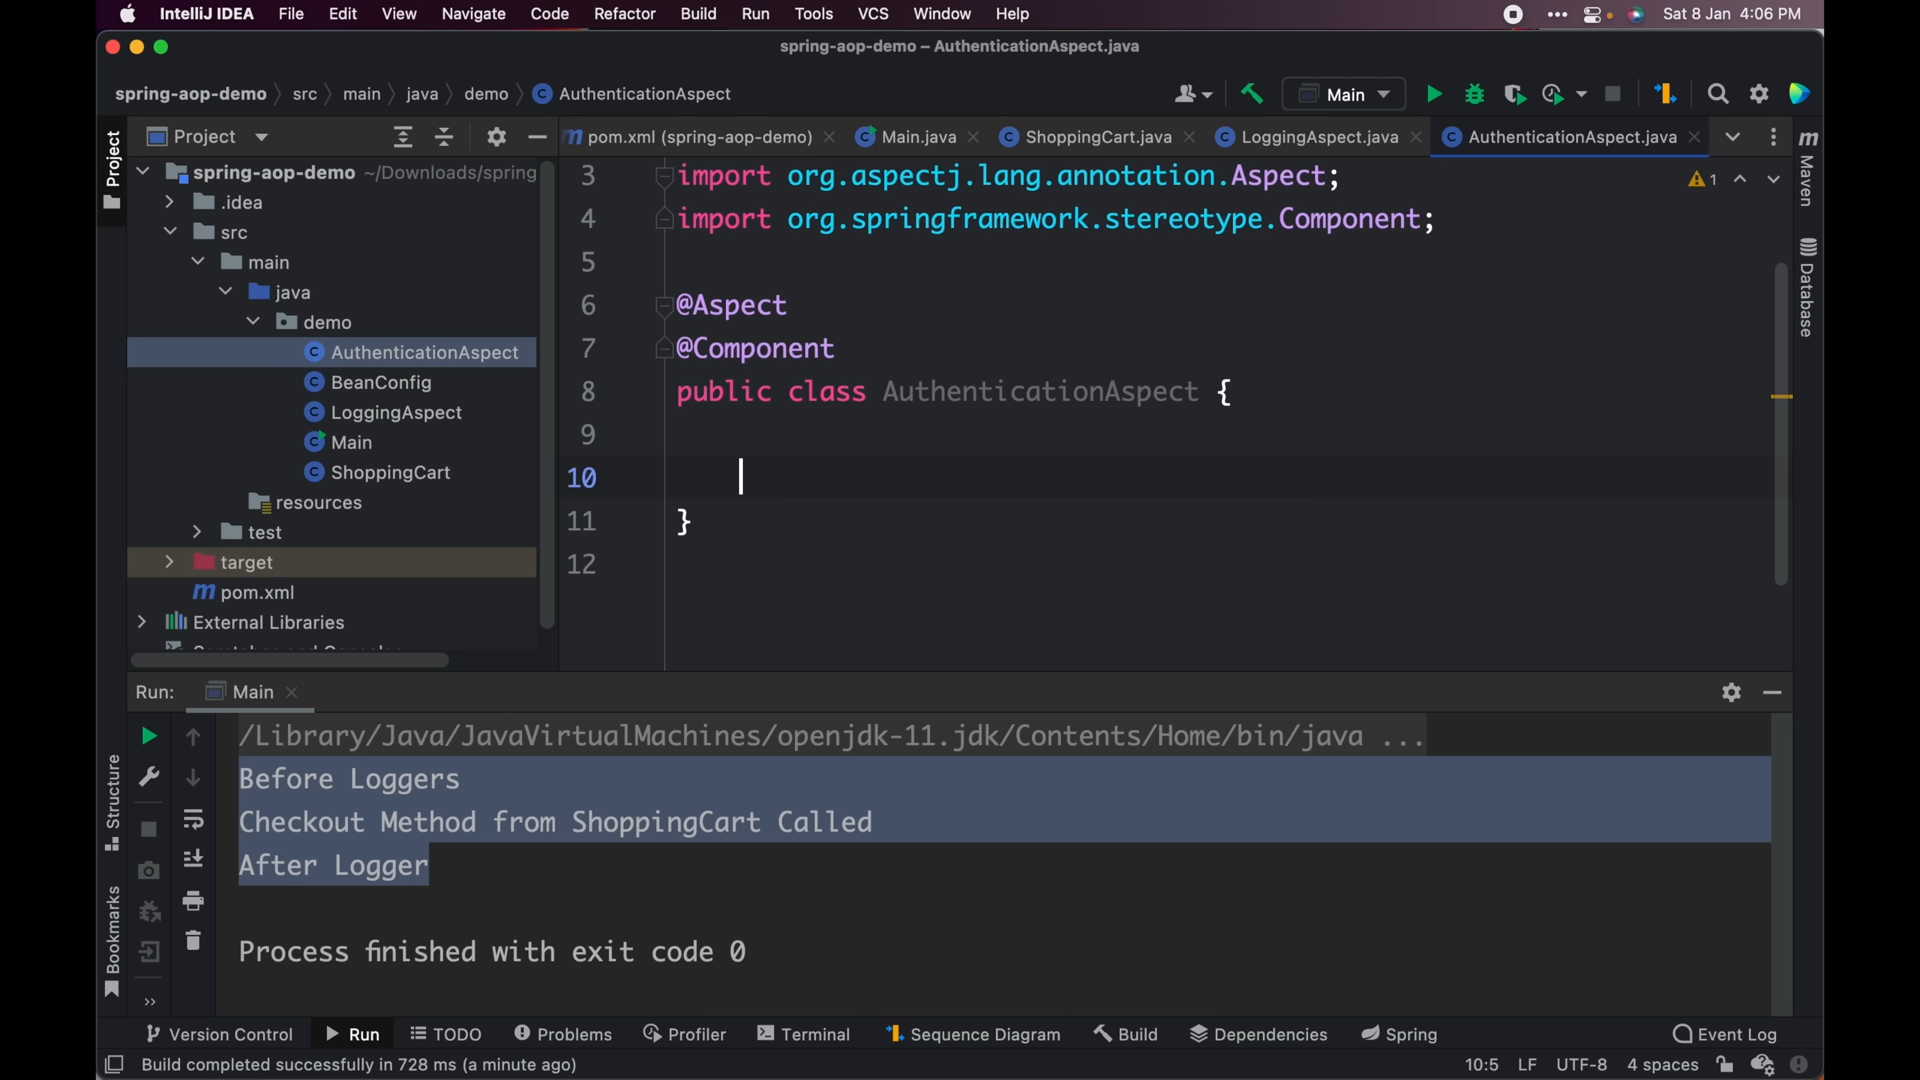 IntelliJ IDEA File Edit View Navigate Code Refactor Build Run Tools VCS Window Help Sat 8 Jan 4:06 PM
spring-aop-demo – AuthenticationAspect.java
spring-aop-demo src main java demo AuthenticationAspect Main
Project
Project
pom.xml (spring-aop-demo) Main.java ShoppingCart.java LoggingAspect.java AuthenticationAspect.java
Maven
Database
spring-aop-demo ~/Downloads/spring
.idea
src
main
java
demo
AuthenticationAspect
BeanConfig
LoggingAspect
Main
ShoppingCart
resources
test
target
pom.xml
External Libraries
1
3 import org.aspectj.lang.annotation.Aspect;
4 import org.springframework.stereotype.Component;
5
6 @Aspect
7 @Component
8 public class AuthenticationAspect {
9
10
11 }
12
Run: Main
Structure
Bookmarks
/Library/Java/JavaVirtualMachines/openjdk-11.jdk/Contents/Home/bin/java ...
Before Loggers
Checkout Method from ShoppingCart Called
After Logger
Process finished with exit code 0
Version Control Run TODO Problems Profiler Terminal Sequence Diagram Build Dependencies Spring Event Log
Build completed successfully in 728 ms (a minute ago) 10:5 LF UTF-8 4 spaces